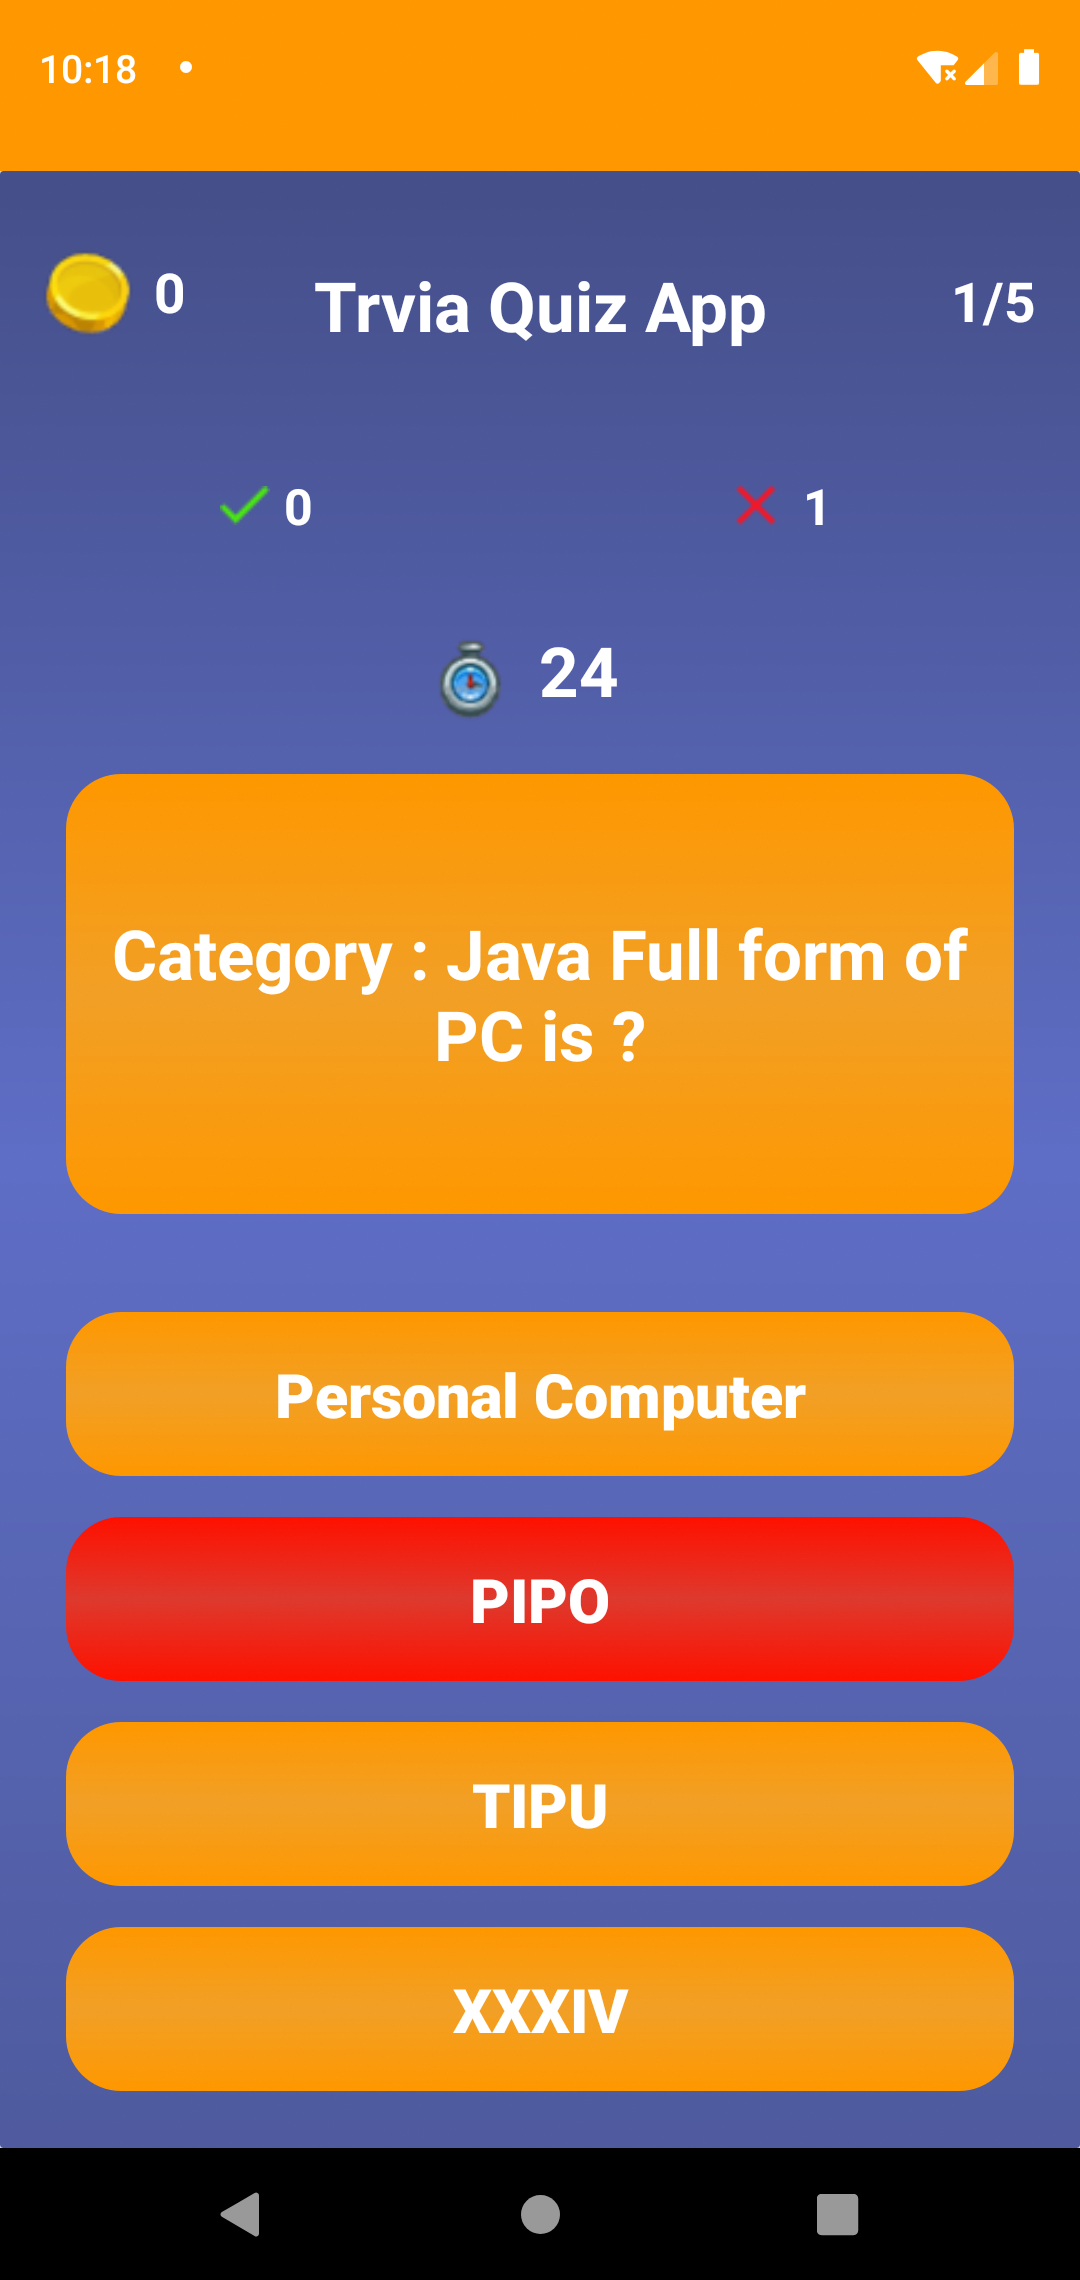 10:18
0
Trvia Quiz App
1/5
0
1
24
Category : Java Full form of
PC is ?
Personal Computer
PIPO
TIPU
XXXIV